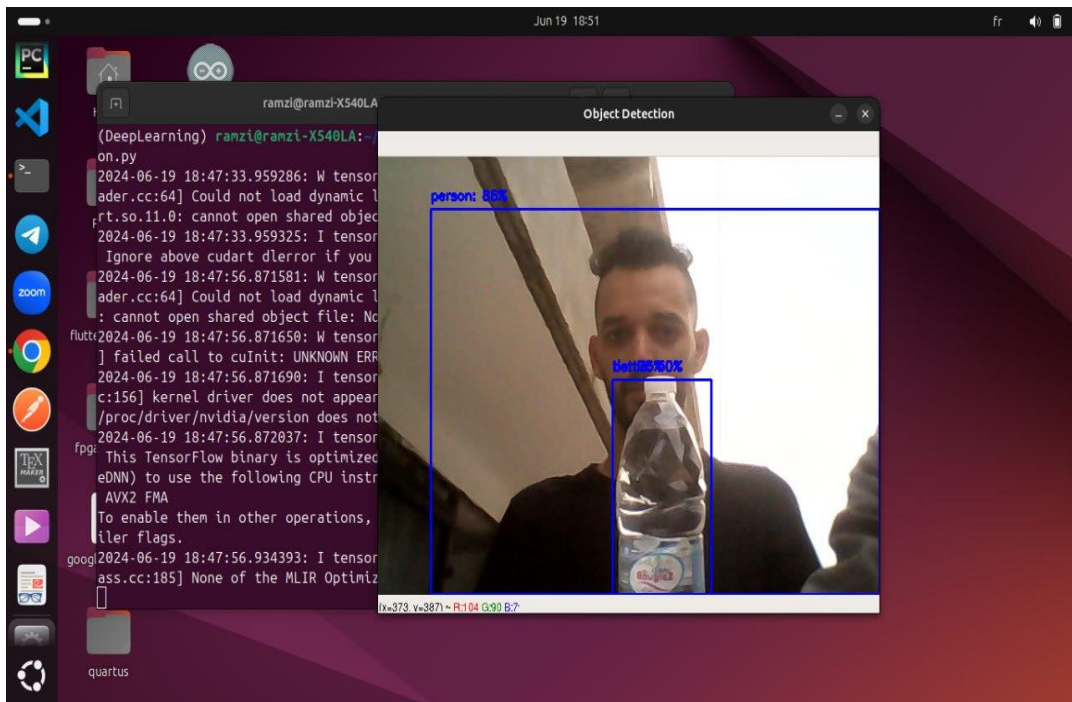 Jun 19 18:51
fr
PC
ramzi@ramzi-X540LA
Object Detection
(DeepLearning) ramzi@ramzi-X540LA:~/
on.py
2024-06-19 18:47:33.959286: W tensor
ader.cc:64] Could not load dynamic l
rt.so.11.0: cannot open shared objec
2024-06-19 18:47:33.959325: I tensor
Ignore above cudart dlerror if you
2024-06-19 18:47:56.871581: W tensor
ader.cc:64] Could not load dynamic l
: cannot open shared object file: No
2024-06-19 18:47:56.871650: W tensor
] failed call to cuInit: UNKNOWN ERR
2024-06-19 18:47:56.871690: I tensor
c:156] kernel driver does not appear
/proc/driver/nvidia/version does not
2024-06-19 18:47:56.872037: I tensor
This TensorFlow binary is optimized
eDNN) to use the following CPU instr
AVX2 FMA
To enable them in other operations,
iler flags.
2024-06-19 18:47:56.934393: I tensor
ass.cc:185] None of the MLIR Optimiz
person:
(x=373, y=387) ~ R:104 G:90 B:7
zoom
flutte
TEX
MAKER
fpga
goog
quartus